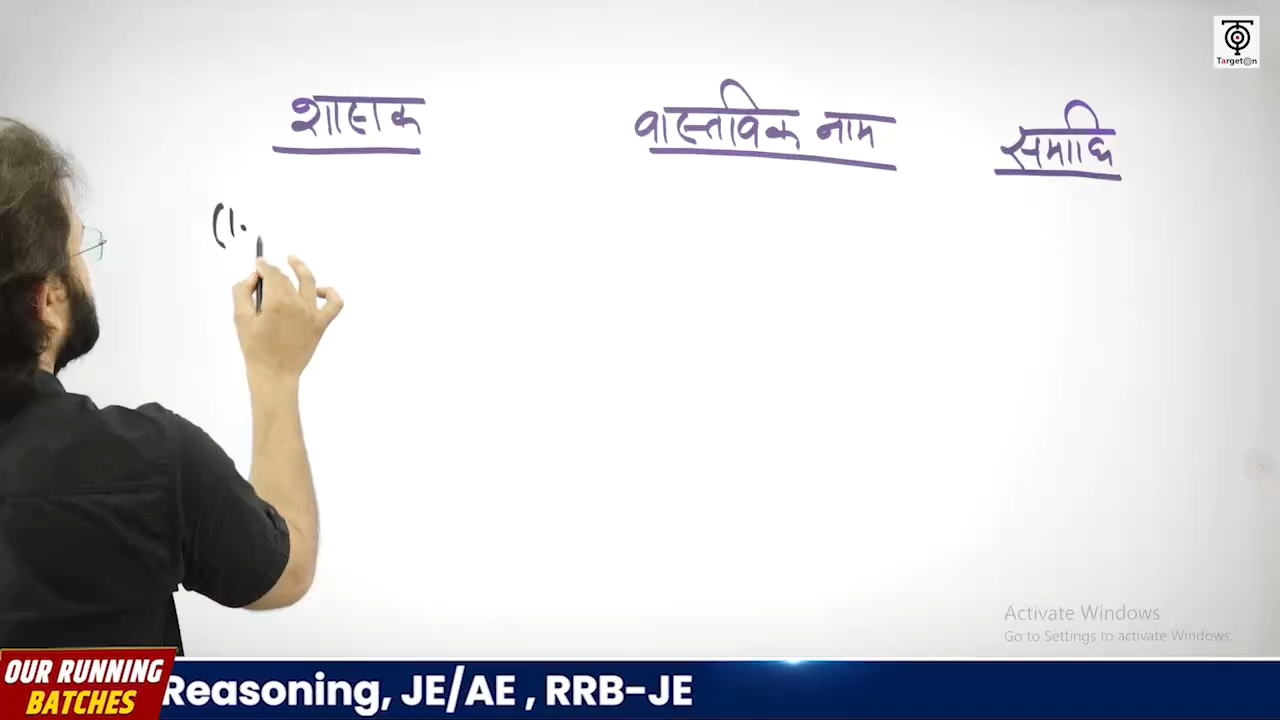 TargetOn
शासक वास्तविक नाम समाधि
(1.
Activate Windows
Go to Settings to activate Windows.
OUR RUNNING
BATCHES
Reasoning, JE/AE , RRB-JE